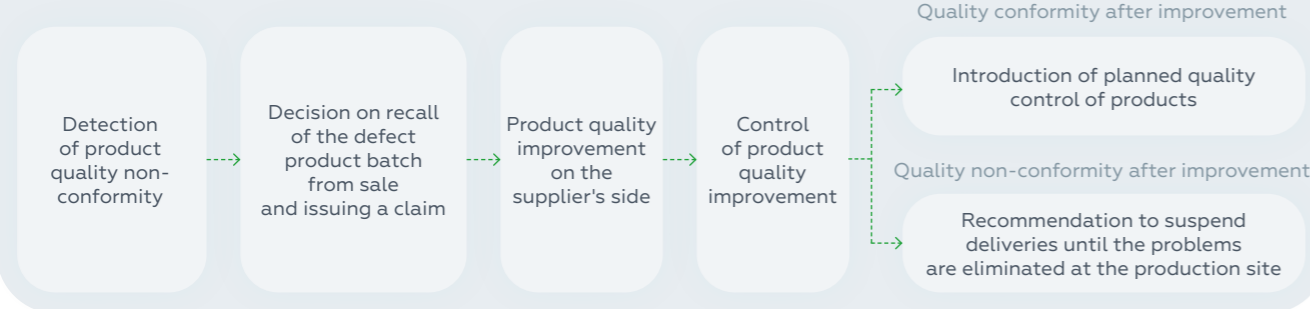 Detection
of product
quality non-
conformity
Decision on recall
of the defect
product batch
from sale
and issuing a claim
Product quality
improvement
on the
supplier's side
Control
of product
quality
improvement
Quality conformity after improvement
Introduction of planned quality
control of products
Quality non-conformity after improvement
Recommendation to suspend
deliveries until the problems
are eliminated at the production site